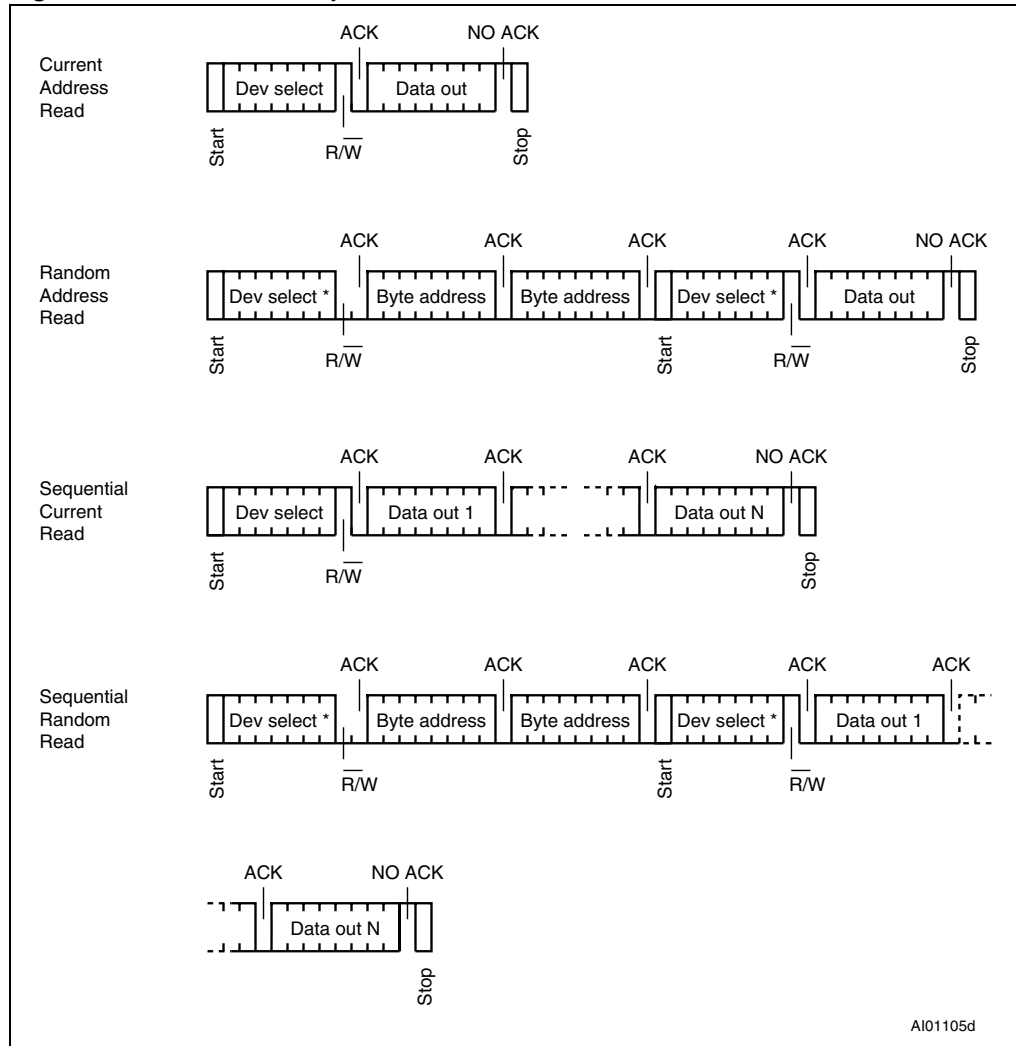 ACK NO ACK
Current
Address
Read
Dev select Data out
Start R/W̅ Stop
ACK ACK ACK ACK NO ACK
Random
Address
Read
Dev select * Byte address Byte address Dev select * Data out
Start R/W̅ Start R/W̅ Stop
ACK ACK ACK NO ACK
Sequential
Current
Read
Dev select Data out 1 Data out N
Start R/W̅ Stop
ACK ACK ACK ACK ACK
Sequential
Random
Read
Dev select * Byte address Byte address Dev select * Data out 1
Start R̅/W Start R̅/W
ACK NO ACK
Data out N
Stop
AI01105d